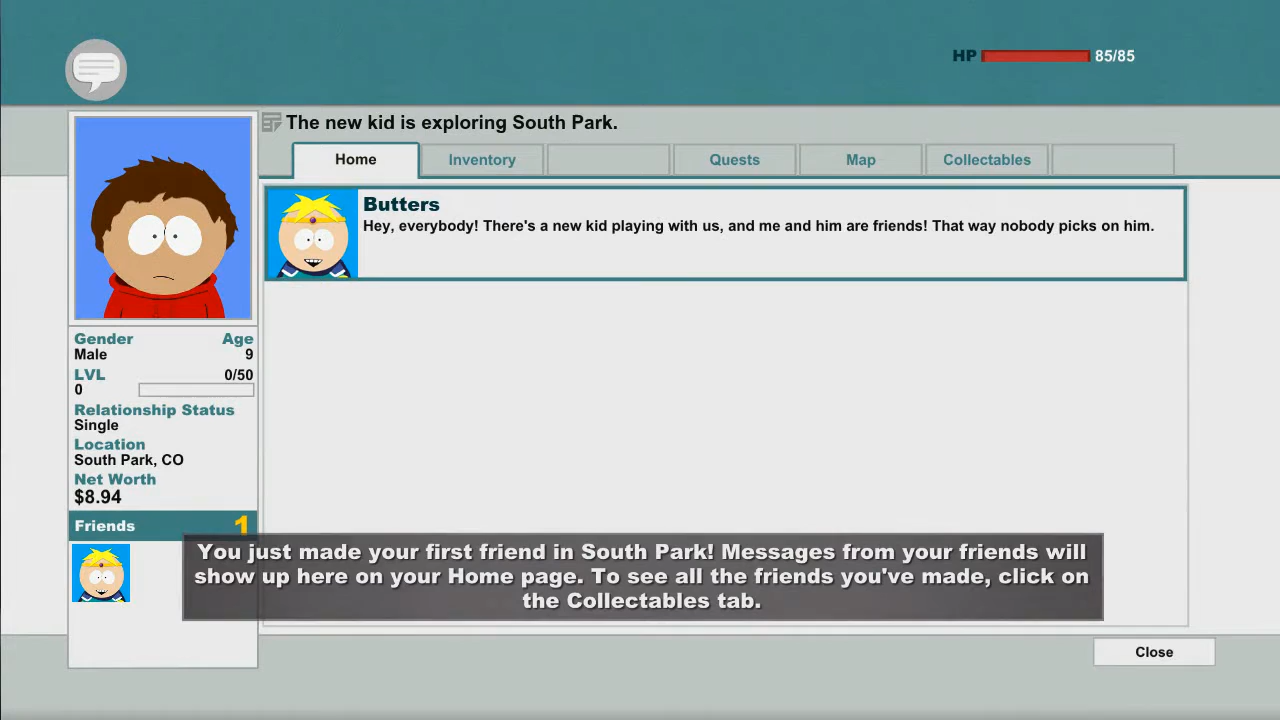 HP 85/85
The new kid is exploring South Park.
Home Inventory Quests Map Collectables
Butters
Hey, everybody! There's a new kid playing with us, and me and him are friends! That way nobody picks on him.
Gender Age
Male 9
LVL 0/50
0
Relationship Status
Single
Location
South Park, CO
Net Worth
$8.94
Friends 1
You just made your first friend in South Park! Messages from your friends will
show up here on your Home page. To see all the friends you've made, click on
the Collectables tab.
Close